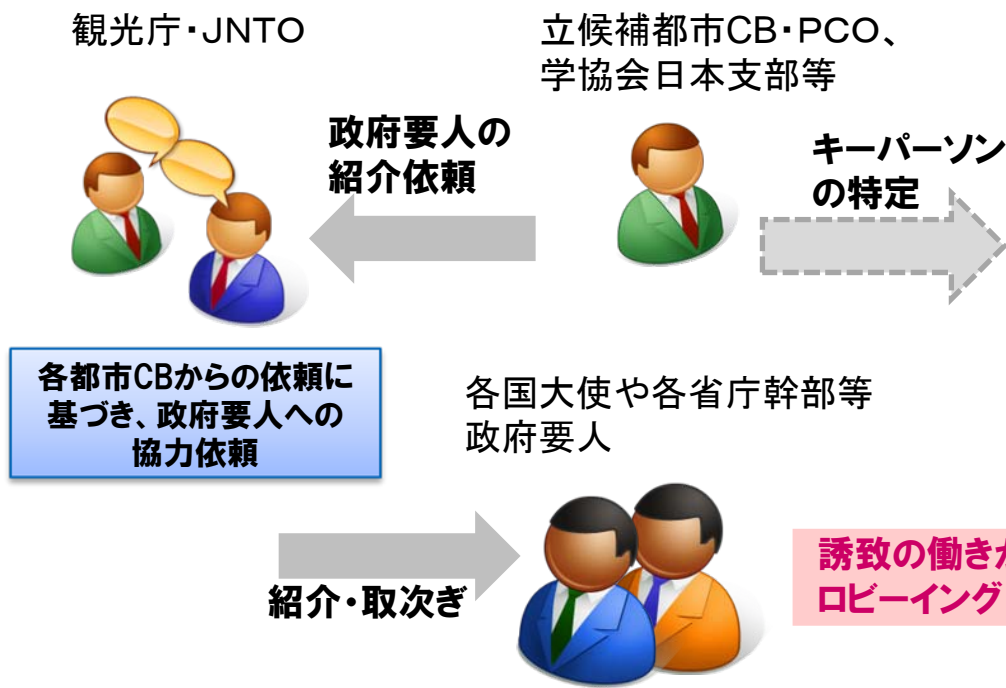 観光庁・JNTO
立候補都市CB・PCO、
学協会日本支部等
政府要人の
紹介依頼
キーパーソン
の特定
各都市CBからの依頼に
基づき、政府要人への
協力依頼
各国大使や各省庁幹部等
政府要人
紹介・取次ぎ
誘致の働きか
ロビーイング